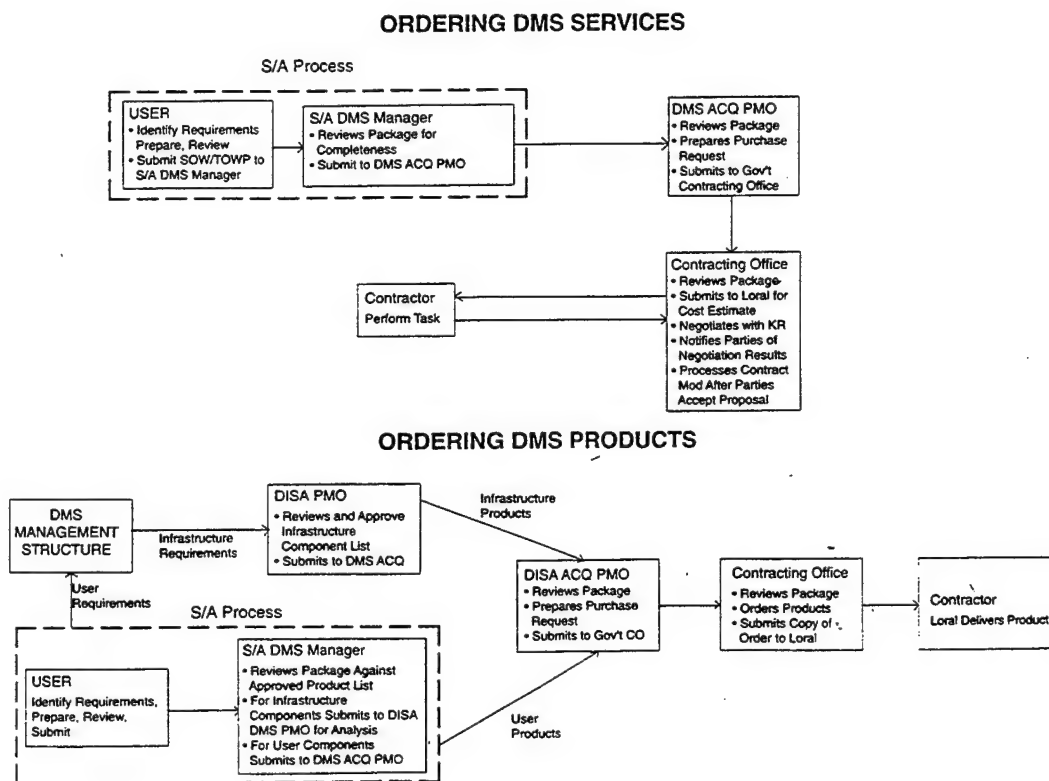 ORDERING DMS SERVICES
S/A Process
USER
• Identify Requirements
Prepare, Review
• Submit SOW/TOWP to
S/A DMS Manager
S/A DMS Manager
• Reviews Package for
Completeness
• Submit to DMS ACQ PMO
DMS ACQ PMO
• Reviews Package
• Prepares Purchase
Request
• Submits to Gov't
Contracting Office
Contractor
Perform Task
Contracting Office
• Reviews Package
• Submits to Loral for
Cost Estimate
• Negotiates with KR
• Notifies Parties of
Negotiation Results
• Processes Contract
Mod After Parties
Accept Proposal
ORDERING DMS PRODUCTS
DMS
MANAGEMENT
STRUCTURE
Infrastructure
Requirements
DISA PMO
• Reviews and Approve
Infrastructure
Component List
• Submits to DMS ACQ
Infrastructure
Products
User
Requirements
S/A Process
USER
Identify Requirements,
Prepare, Review,
Submit
S/A DMS Manager
• Reviews Package Against
Approved Product List
• For Infrastructure
Components Submits to DISA
DMS PMO for Analysis
• For User Components
Submits to DMS ACQ PMO
User
Products
DISA ACQ PMO
• Reviews Package
• Prepares Purchase
Request
• Submits to Gov't CO
Contracting Office
• Reviews Package
• Orders Products
• Submits Copy of
Order to Loral
Contractor
Loral Delivers Product